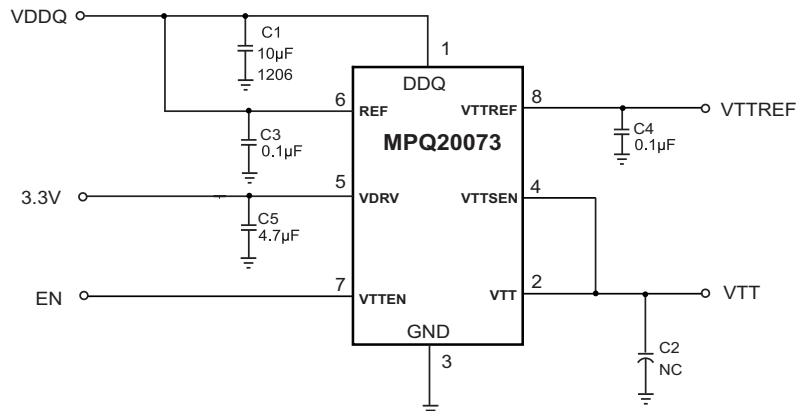 VDDQ
C1
10µF
1206
1
DDQ
6
REF
VTTREF
8
VTTREF
MPQ20073
C3
0.1µF
C4
0.1µF
3.3V
5
VDRV
VTTSEN
4
C5
4.7µF
EN
7
VTTEN
VTT
2
VTT
GND
3
C2
NC